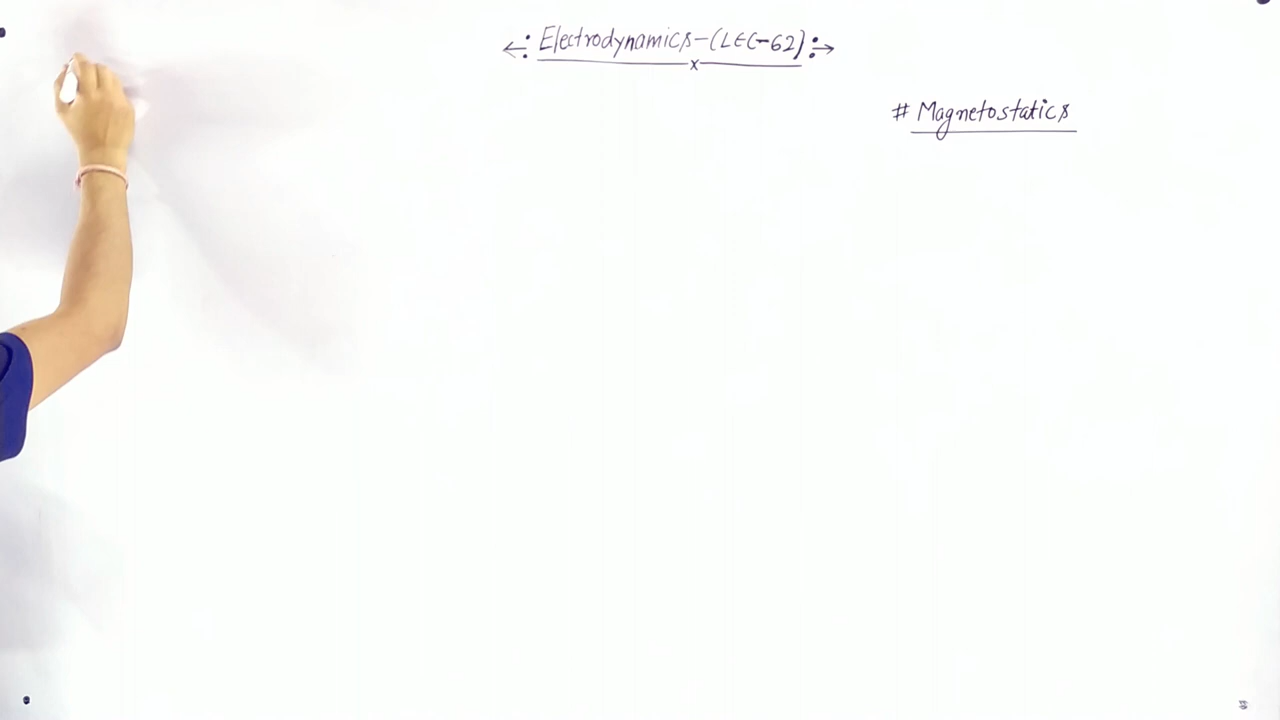 ←: Electrodynamics-(LEC-62) :→
x
# Magnetostatics